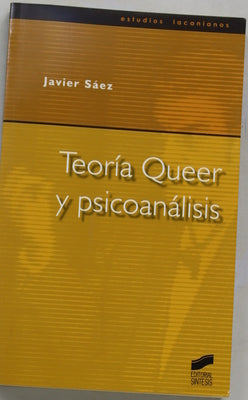 estudios lacanianos
Javier Sáez
Teoría Queer
y psicoanálisis
EDITORIAL
SINTESIS